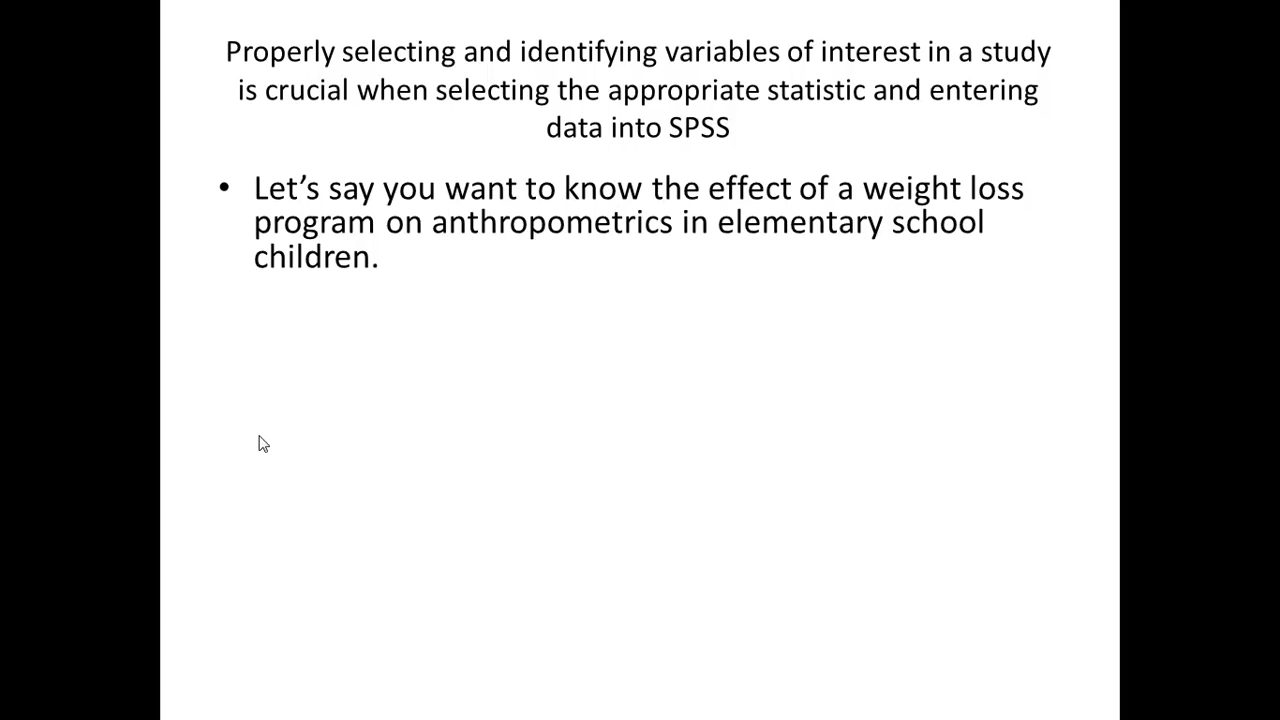 Properly selecting and identifying variables of interest in a study
is crucial when selecting the appropriate statistic and entering
data into SPSS
• Let’s say you want to know the effect of a weight loss
program on anthropometrics in elementary school
children.